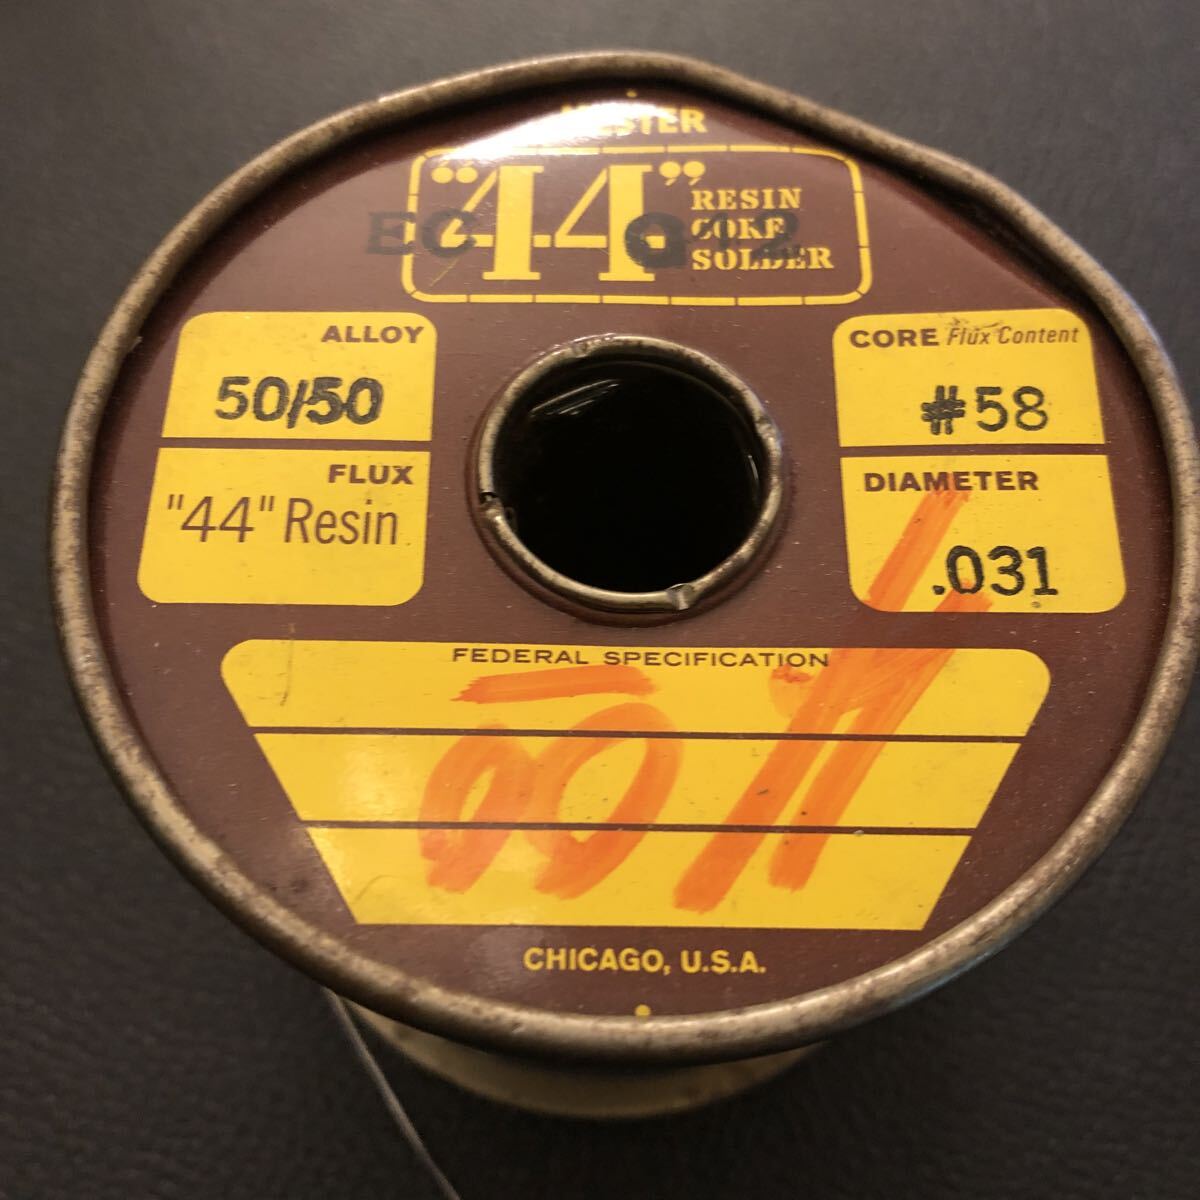 "44"
RESIN
CORE
SOLDER
ALLOY
50/50
FLUX
"44" Resin
CORE Flux Content
#58
DIAMETER
.031
FEDERAL SPECIFICATION
CHICAGO, U.S.A.